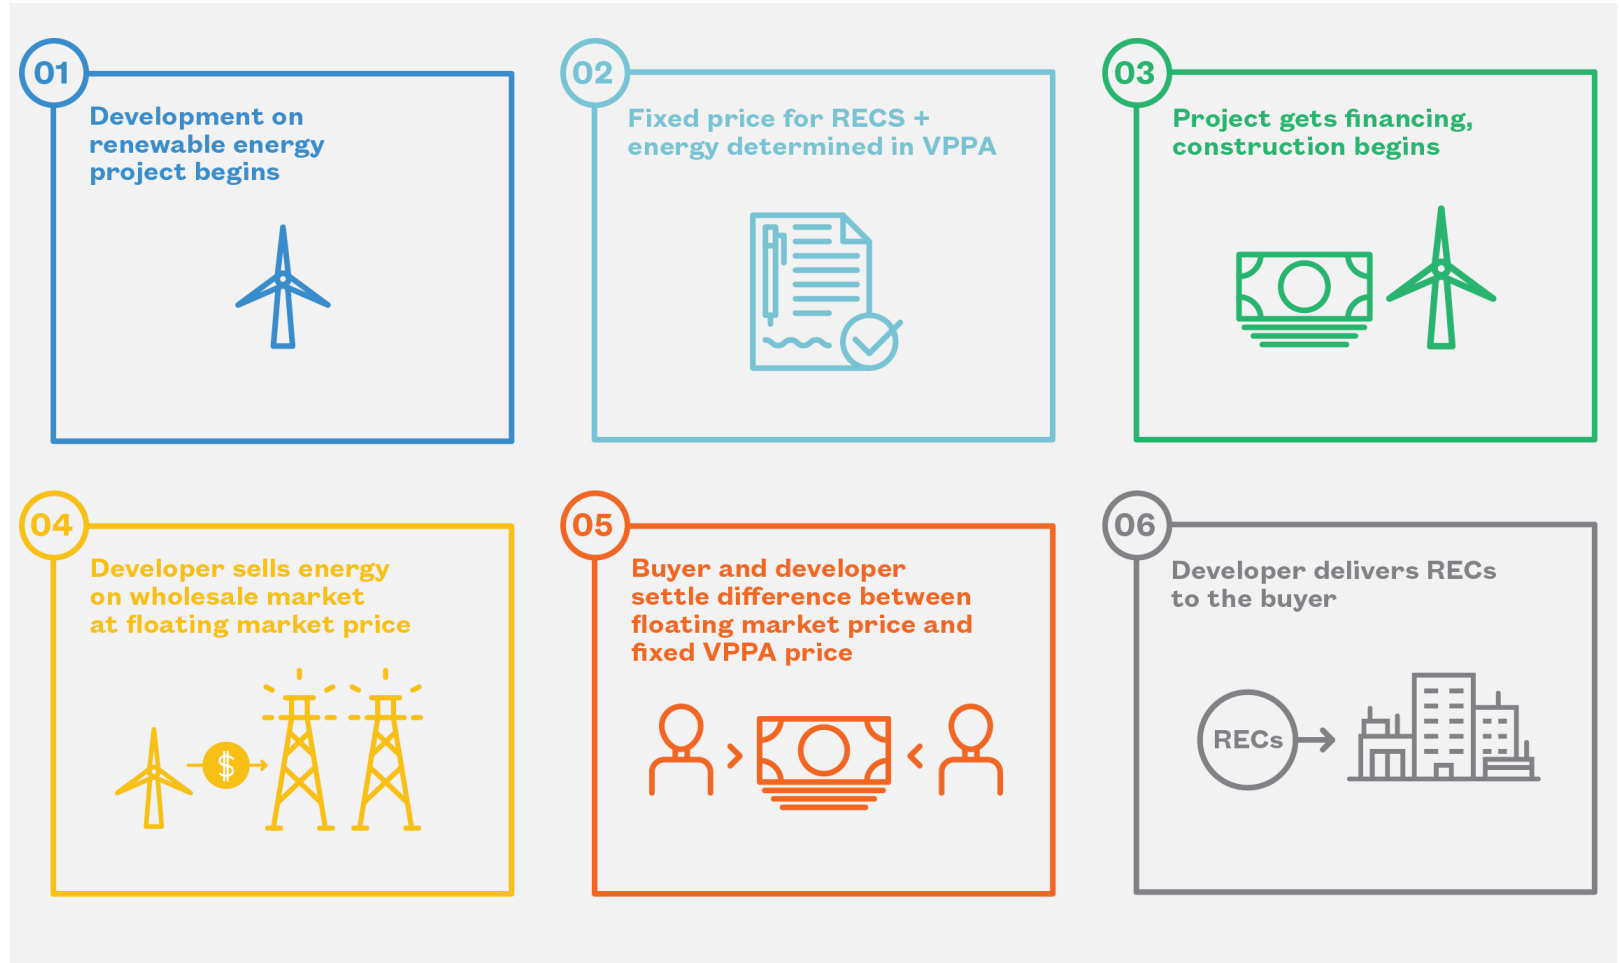 01
Development on
renewable energy
project begins
02
Fixed price for RECS +
energy determined in VPPA
03
Project gets financing,
construction begins
04
Developer sells energy
on wholesale market
at floating market price
$
05
Buyer and developer
settle difference between
floating market price and
fixed VPPA price
06
Developer delivers RECs
to the buyer
RECs